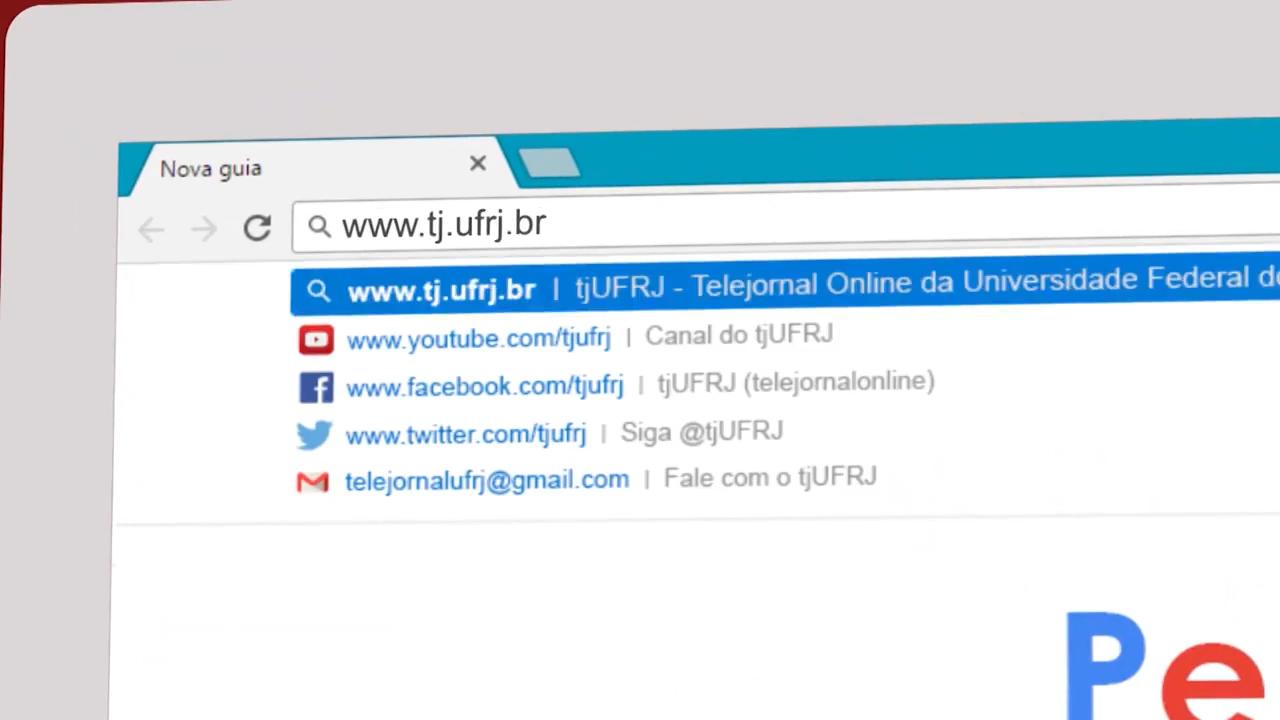 Nova guia
www.tj.ufrj.br
www.tj.ufrj.br | tjUFRJ - Telejornal Online da Universidade Federal
www.youtube.com/tjufrj | Canal do tjUFRJ
www.facebook.com/tjufrj | tjUFRJ (telejornalonline)
www.twitter.com/tjufrj | Siga @tjUFRJ
telejornalufrj@gmail.com | Fale com o tjUFRJ
Pe